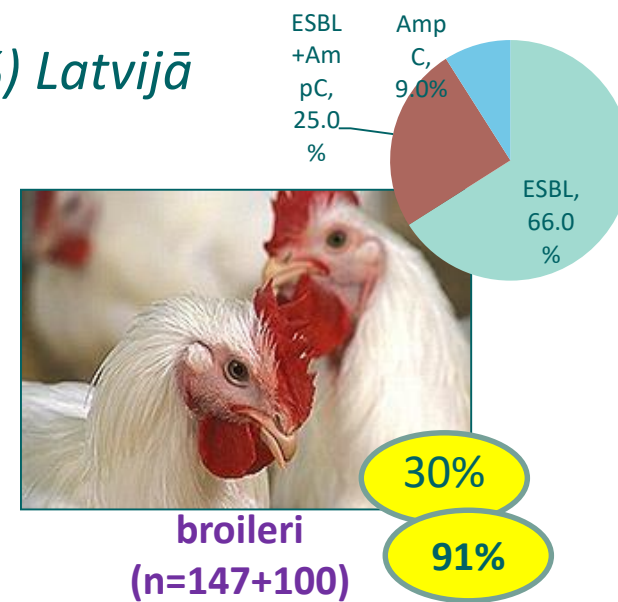 ) Latvijā
ESBL
+Am
pC,
25.0
%
Amp
C,
9.0%
ESBL,
66.0
%
30%
broileri
(n=147+100)
91%